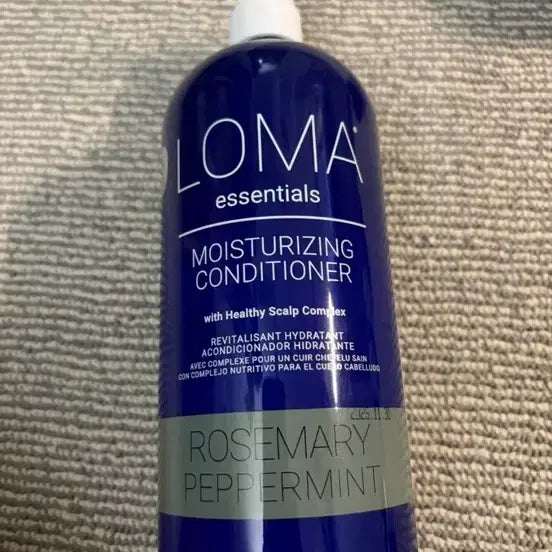 LOMA
essentials
MOISTURIZING
CONDITIONER
with Healthy Scalp Complex
REVITALISANT HYDRATANT
ACONDICIONADOR HIDRATANTE
AVEC COMPLEXE POUR UN CUIR CHEVELU SAIN
CON COMPLEJO NUTRITIVO PARA EL CUERO CABELLUDO
ROSEMARY
PEPPERMINT